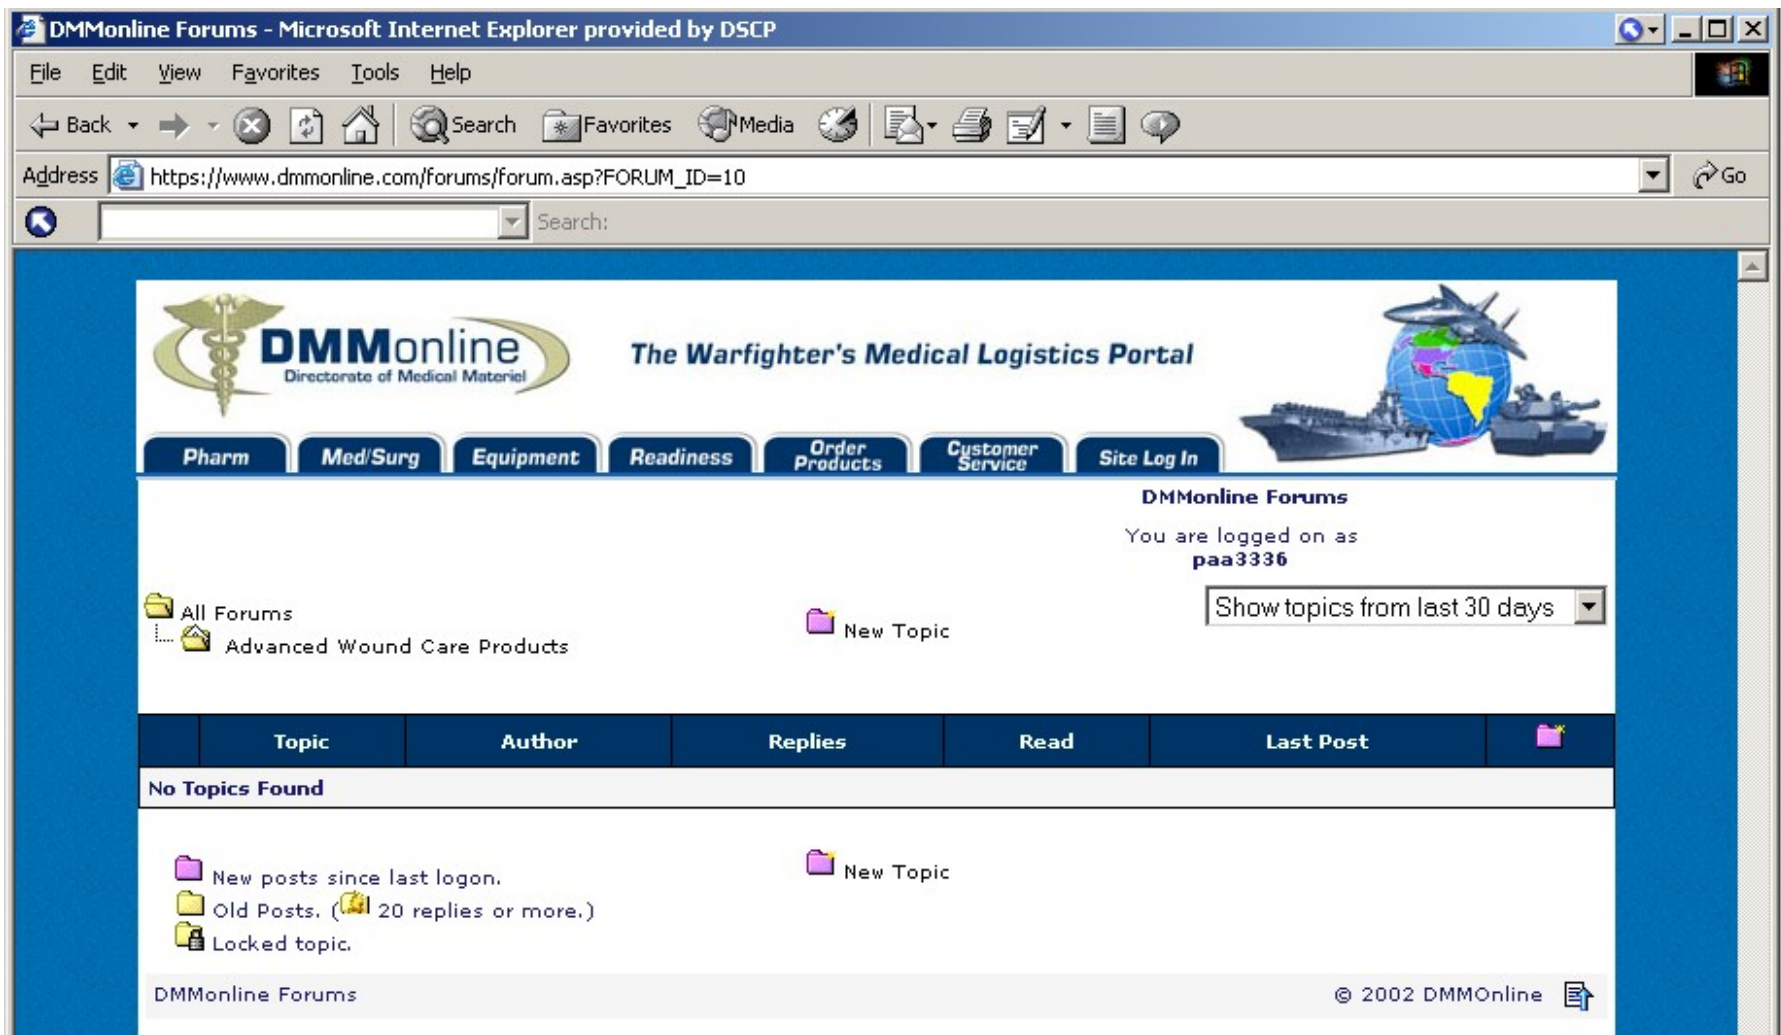 DMMonline Forums - Microsoft Internet Explorer provided by DSCP
File Edit View Favorites Tools Help
Back Search Favorites Media
Address https://www.dmmonline.com/forums/forum.asp?FORUM_ID=10 Go
Search:
DMMonline
Directorate of Medical Materiel
The Warfighter's Medical Logistics Portal
Pharm Med/Surg Equipment Readiness Order Products Customer Service Site Log In
DMMonline Forums
You are logged on as
paa3336
All Forums
Advanced Wound Care Products
New Topic
Show topics from last 30 days
Topic Author Replies Read Last Post
No Topics Found
New posts since last logon.
Old Posts. ( 20 replies or more.)
Locked topic.
New Topic
DMMonline Forums © 2002 DMMOnline